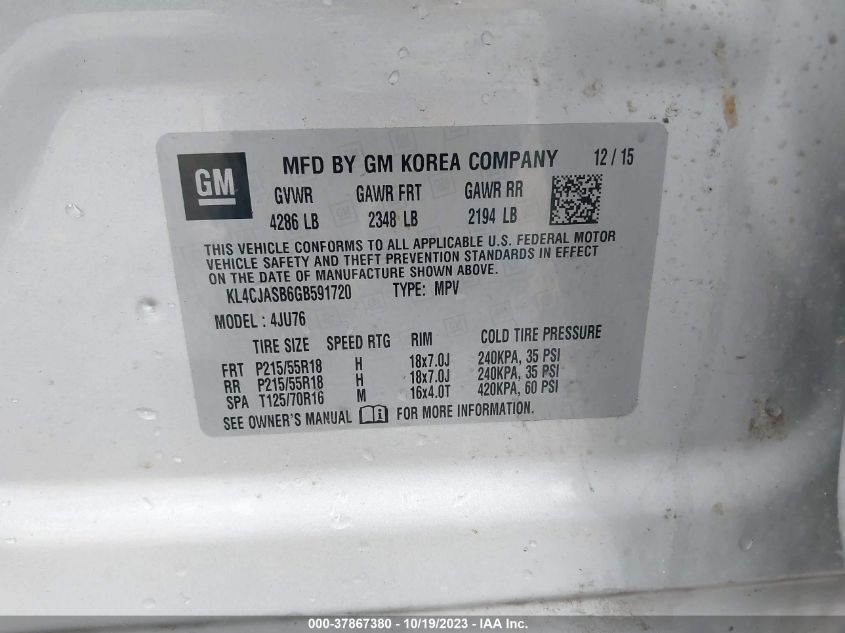 GM
MFD BY GM KOREA COMPANY 12 / 15
GVWR GAWR FRT GAWR RR
4286 LB 2348 LB 2194 LB
THIS VEHICLE CONFORMS TO ALL APPLICABLE U.S. FEDERAL MOTOR
VEHICLE SAFETY AND THEFT PREVENTION STANDARDS IN EFFECT
ON THE DATE OF MANUFACTURE SHOWN ABOVE.
KL4CJASB6GB591720 TYPE: MPV
MODEL : 4JU76
TIRE SIZE SPEED RTG RIM COLD TIRE PRESSURE
FRT P215/55R18 H 18x7.0J 240KPA, 35 PSI
RR P215/55R18 H 18x7.0J 240KPA, 35 PSI
SPA T125/70R16 M 16x4.0T 420KPA, 60 PSI
SEE OWNER'S MANUAL FOR MORE INFORMATION.
000-37867380 - 10/19/2023 - IAA Inc.